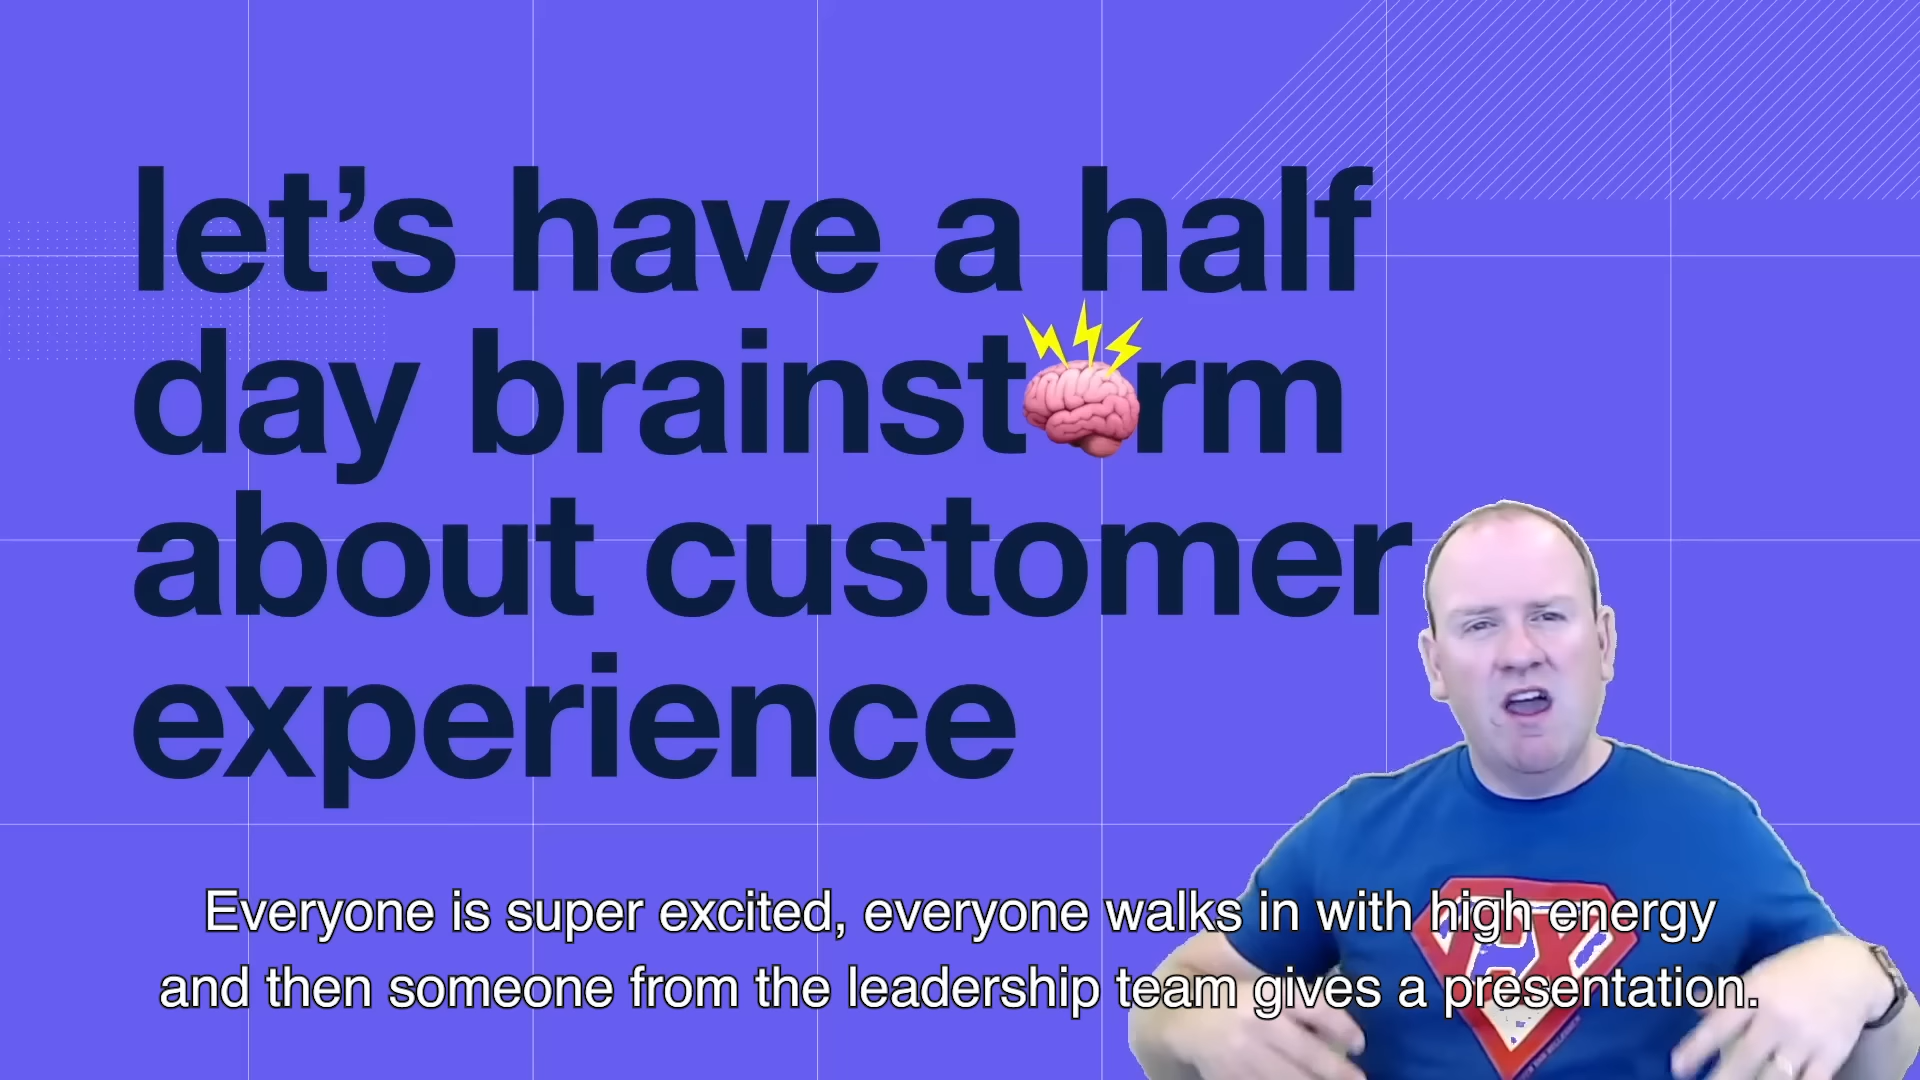 let’s have a half
day brainstrm
about customer
experience
Everyone is super excited, everyone walks in with high energy
and then someone from the leadership team gives a presentation.